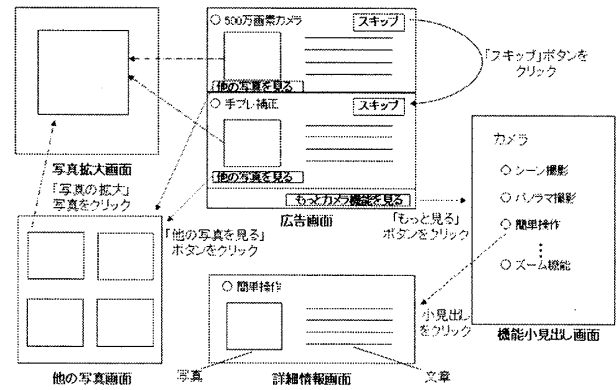 ○ 500万画素カメラ
スキップ
他の写真を見る
○ 手ブレ補正
スキップ
他の写真を見る
もっとカメラ機能を見る
広告画面
「スキップ」ボタンを
クリック
写真拡大画面
「写真の拡大」
写真をクリック
「他の写真を見る」
ボタンをクリック
「もっと見る」
ボタンをクリック
カメラ
○ シーン撮影
○ パノラマ撮影
○ 簡単操作
○ ズーム機能
機能小見出し画面
小見出し
をクリック
○ 簡単操作
写真
詳細情報画面
文章
他の写真画面